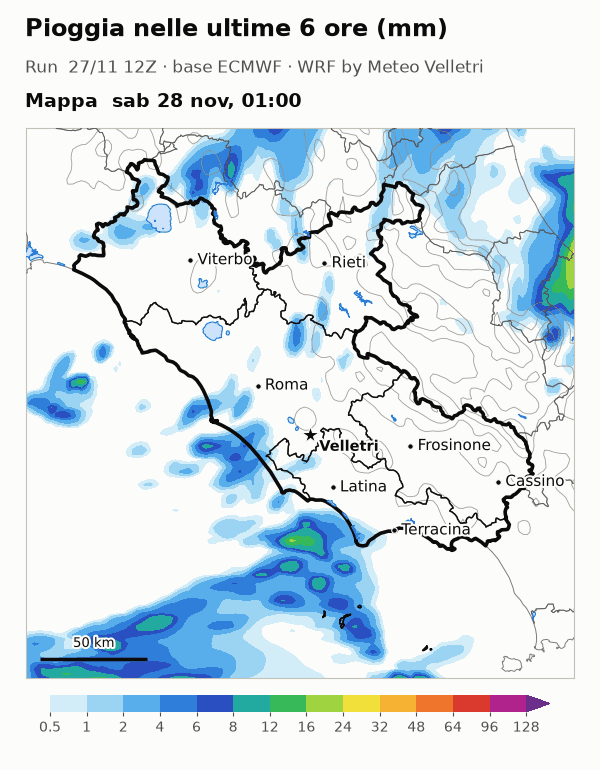 Pioggia nelle ultime 6 ore (mm)
Run  27/11 12Z · base ECMWF · WRF by Meteo Velletri
Mappa  sab 28 nov, 01:00
Viterbo
Rieti
Roma
Velletri
Frosinone
Latina
Cassino
Terracina
50 km
0.5 1 2 4 6 8 12 16 24 32 48 64 96 128